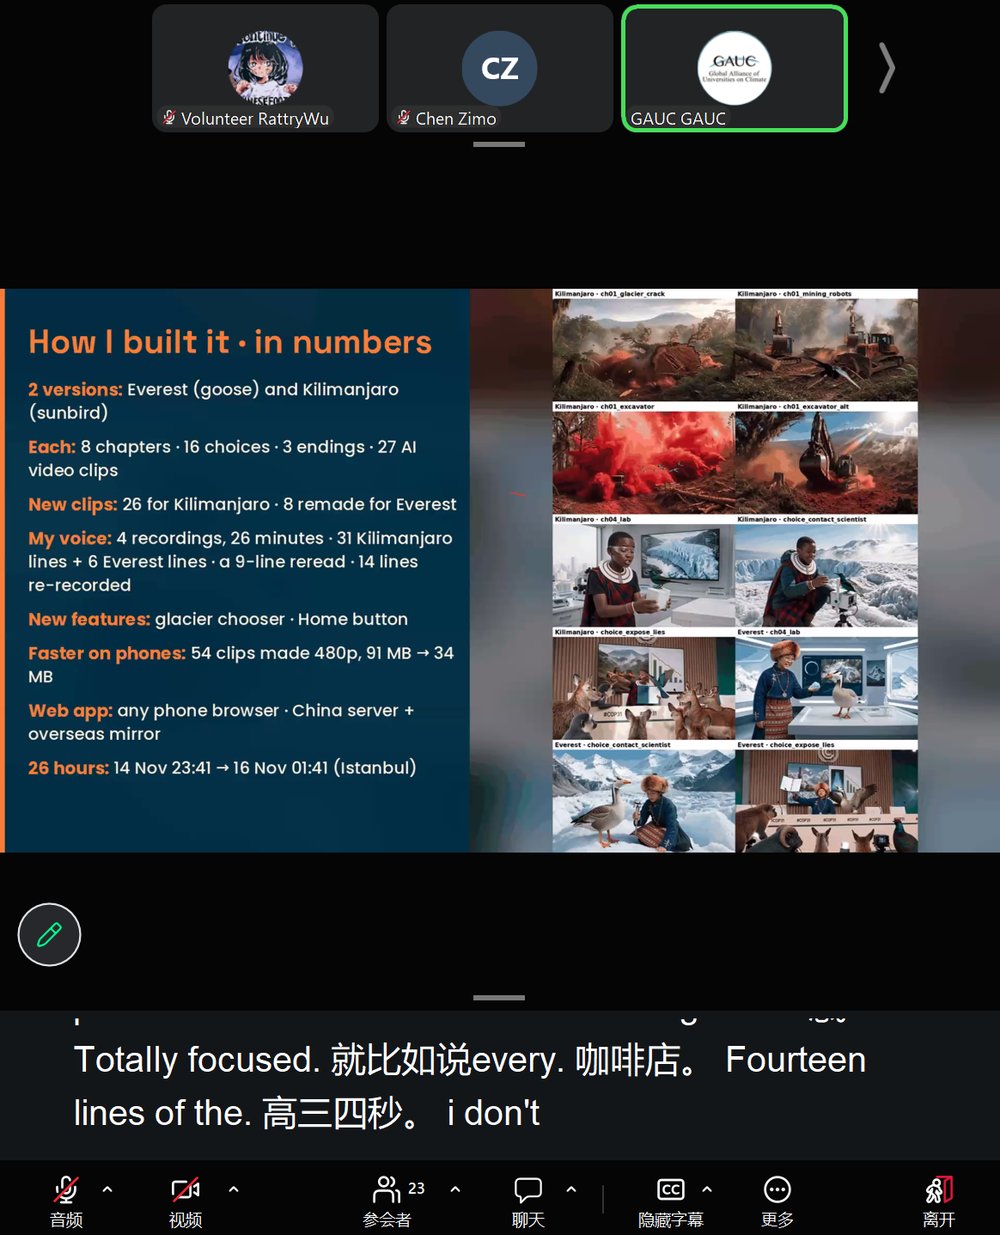 GAUC
Global Alliance of
Universities on Climate
CZ
Volunteer RattryWu
Chen Zimo
GAUC GAUC
How I built it · in numbers
2 versions: Everest (goose) and Kilimanjaro
(sunbird)
Each: 8 chapters · 16 choices · 3 endings · 27 AI
video clips
New clips: 26 for Kilimanjaro · 8 remade for Everest
My voice: 4 recordings, 26 minutes · 31 Kilimanjaro
lines + 6 Everest lines · a 9-line reread · 14 lines
re-recorded
New features: glacier chooser · Home button
Faster on phones: 54 clips made 480p, 91 MB → 34
MB
Web app: any phone browser · China server +
overseas mirror
26 hours: 14 Nov 23:41 → 16 Nov 01:41 (Istanbul)
Kilimanjaro · ch01_glacier_crack
Kilimanjaro · ch01_mining_robots
Kilimanjaro · ch01_excavator
Kilimanjaro · ch01_excavator_alt
Kilimanjaro · ch04_lab
Kilimanjaro · choice_contact_scientist
Kilimanjaro · choice_expose_lies
Everest · ch04_lab
#COP31
Everest · choice_contact_scientist
Everest · choice_expose_lies
Totally focused. 就比如说every. 咖啡店。 Fourteen
lines of the. 高三四秒。 i don't
音频
视频
23
参会者
聊天
CC
隐藏字幕
更多
离开